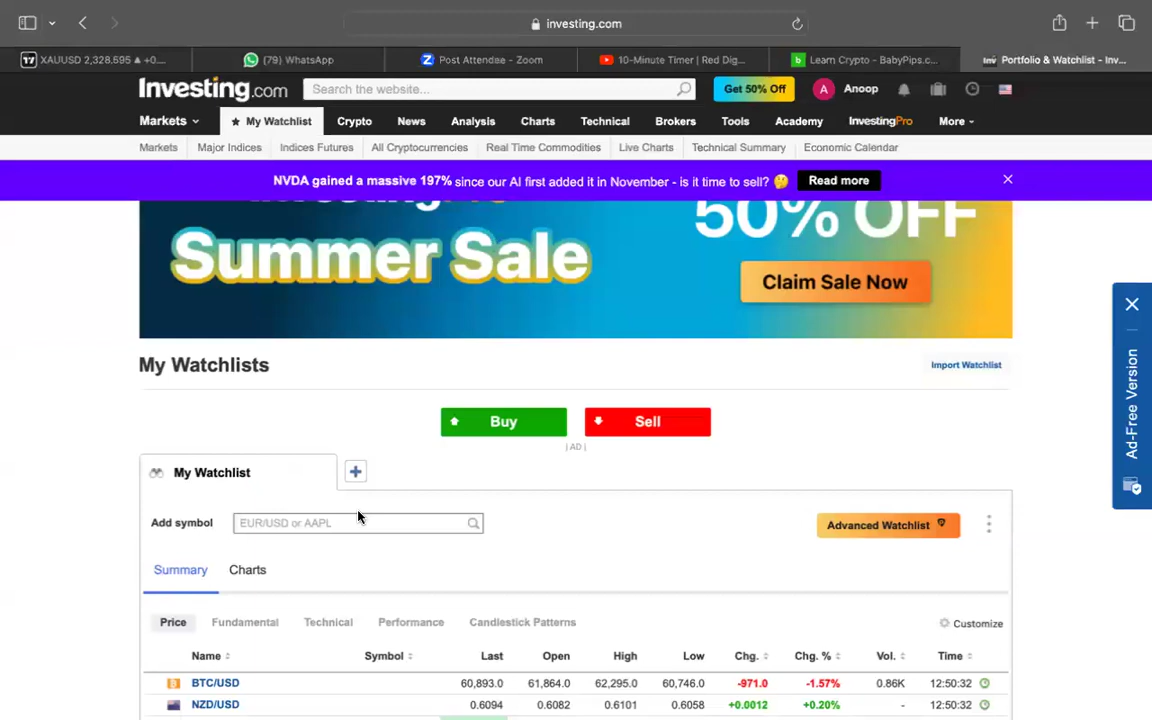 investing.com
XAUUSD 2,328.595 ▲ +0....
(79) WhatsApp
Post Attendee - Zoom
10-Minute Timer | Red Dig...
Learn Crypto - BabyPips.c...
Portfolio & Watchlist - Inv...
Investing.com
Search the website...
Get 50% Off
A
Anoop
Markets
★ My Watchlist
Crypto
News
Analysis
Charts
Technical
Brokers
Tools
Academy
InvestingPro
More
Markets
Major Indices
Indices Futures
All Cryptocurrencies
Real Time Commodities
Live Charts
Technical Summary
Economic Calendar
NVDA gained a massive 197% since our AI first added it in November - is it time to sell? 🤔
Read more
50% OFF
Summer Sale
Claim Sale Now
Ad-Free Version
My Watchlists
Import Watchlist
Buy
Sell
| AD |
My Watchlist
+
Add symbol
EUR/USD or AAPL
Advanced Watchlist
Summary
Charts
Price
Fundamental
Technical
Performance
Candlestick Patterns
Customize
Name Symbol Last Open High Low Chg. Chg. % Vol. Time
BTC/USD 60,893.0 61,864.0 62,295.0 60,746.0 -971.0 -1.57% 0.86K 12:50:32
NZD/USD 0.6094 0.6082 0.6101 0.6058 +0.0012 +0.20% - 12:50:32